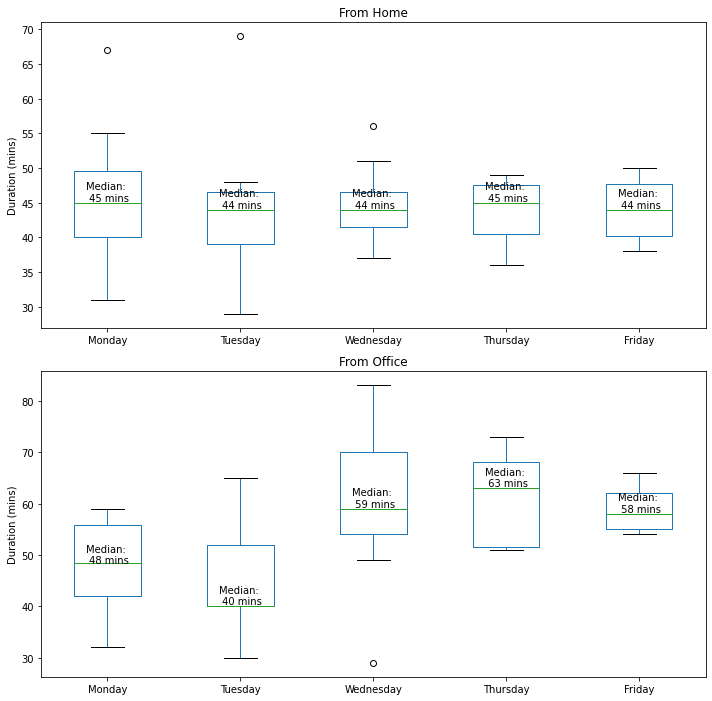 From Home
Duration (mins)
70
65
60
55
50
45
40
35
30
Median:
45 mins
Median:
44 mins
Median:
44 mins
Median:
45 mins
Median:
44 mins
Monday
Tuesday
Wednesday
Thursday
Friday
From Office
Duration (mins)
80
70
60
50
40
30
Median:
48 mins
Median:
40 mins
Median:
59 mins
Median:
63 mins
Median:
58 mins
Monday
Tuesday
Wednesday
Thursday
Friday